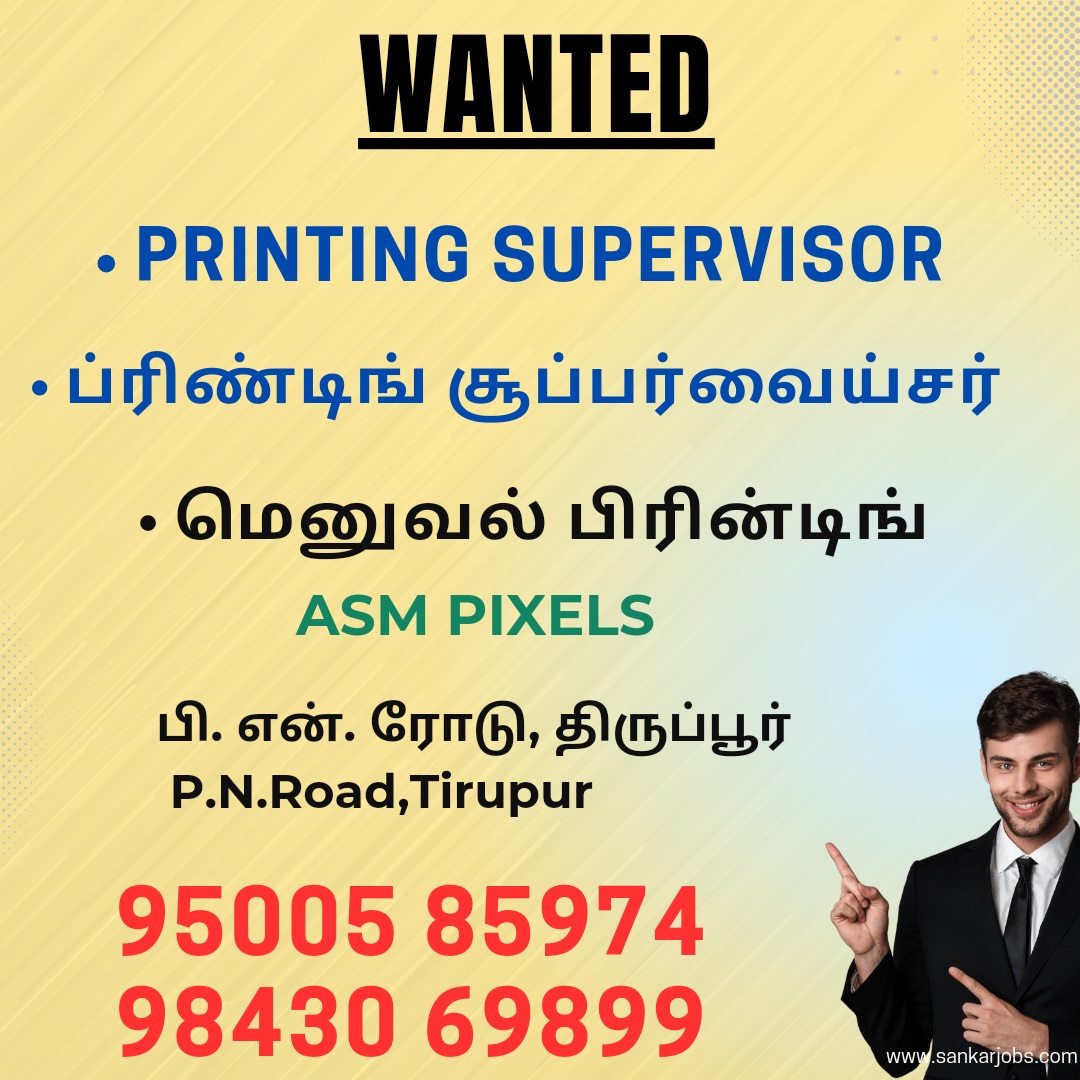 WANTED
• PRINTING SUPERVISOR
• ப்ரிண்டிங் சூப்பர்வைய்சர்
• மெனுவல் பிரின்டிங்
ASM PIXELS
பி. என். ரோடு, திருப்பூர்
P.N.Road,Tirupur
95005 85974
98430 69899
www.sankarjobs.com